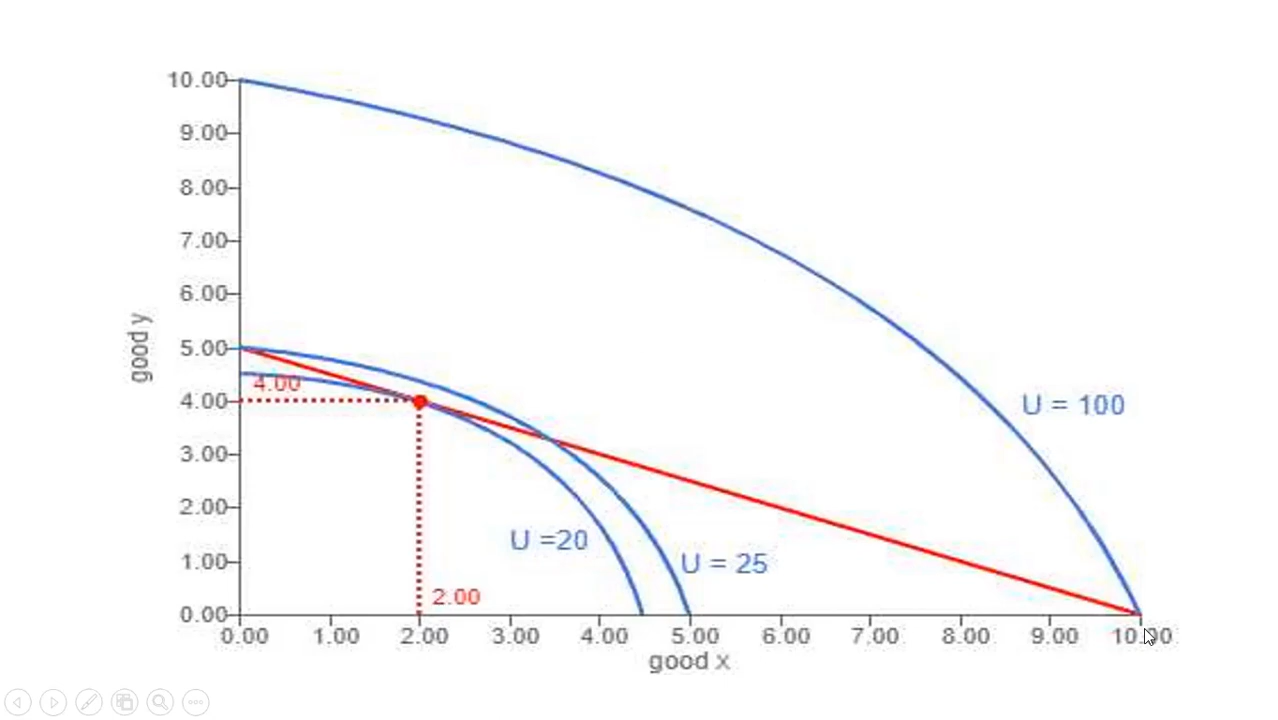 10.00
9.00
8.00
7.00
6.00
5.00
4.00
3.00
2.00
1.00
0.00
good y
4.00
2.00
U =20
U = 25
U = 100
0.00 1.00 2.00 3.00 4.00 5.00 6.00 7.00 8.00 9.00 10.00
good x